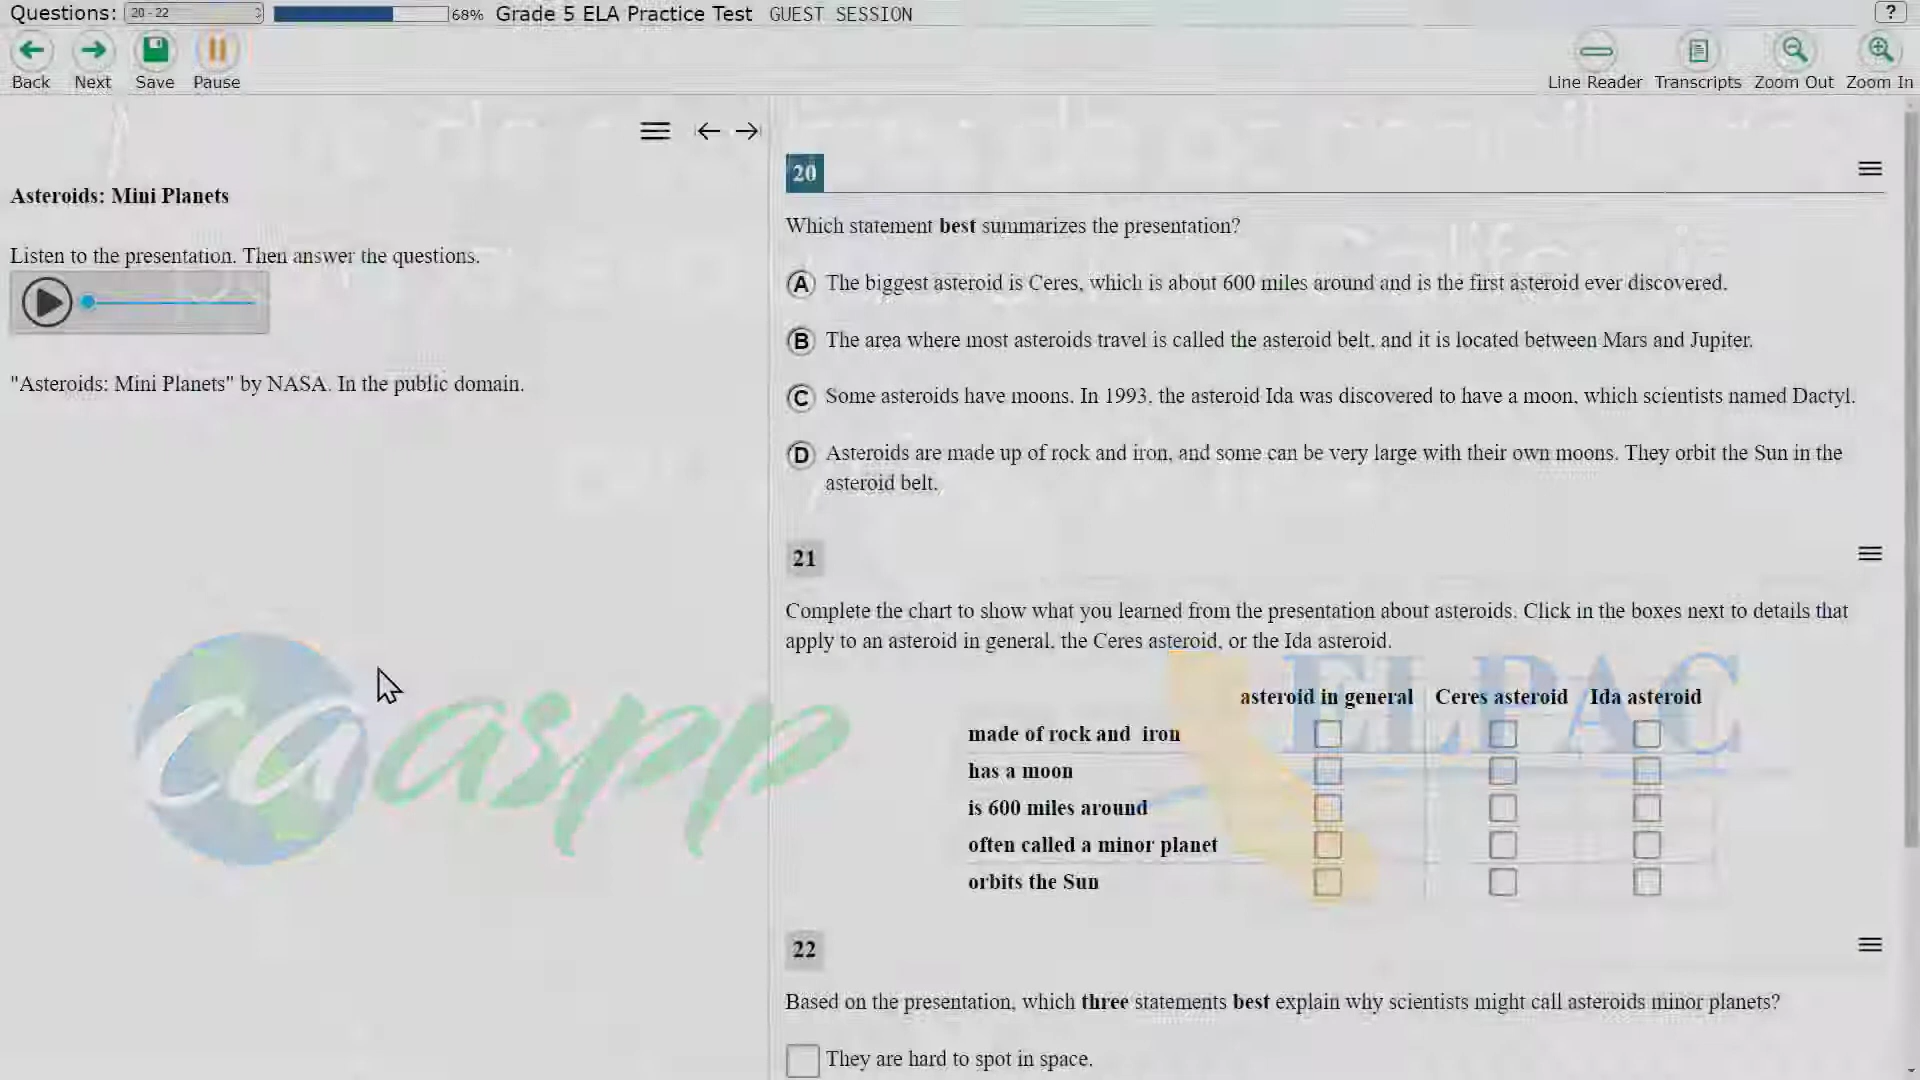 Questions: 20 - 22 68% Grade 5 ELA Practice Test GUEST SESSION ?
Back Next Save Pause Line Reader Transcripts Zoom Out Zoom In
Asteroids: Mini Planets
Listen to the presentation. Then answer the questions.
"Asteroids: Mini Planets" by NASA. In the public domain.
caaspp
20
Which statement best summarizes the presentation?
A The biggest asteroid is Ceres, which is about 600 miles around and is the first asteroid ever discovered.
B The area where most asteroids travel is called the asteroid belt, and it is located between Mars and Jupiter.
C Some asteroids have moons. In 1993, the asteroid Ida was discovered to have a moon, which scientists named Dactyl.
D Asteroids are made up of rock and iron, and some can be very large with their own moons. They orbit the Sun in the
asteroid belt.
21
Complete the chart to show what you learned from the presentation about asteroids. Click in the boxes next to details that
apply to an asteroid in general, the Ceres asteroid, or the Ida asteroid.
ELPAC
asteroid in general Ceres asteroid Ida asteroid
made of rock and iron
has a moon
is 600 miles around
often called a minor planet
orbits the Sun
22
Based on the presentation, which three statements best explain why scientists might call asteroids minor planets?
They are hard to spot in space.